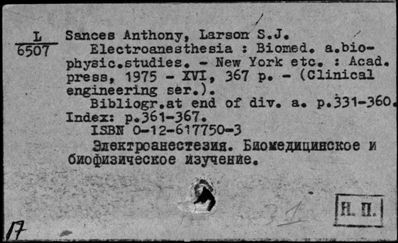 L
6507
Sances Anthony, Larson S.J.
Electroanesthesia : Biomed. a.bio-
physic.studies. - New York etc. : Acad.
press, 1975 - XVI, 367 p. - (Clinical
engineering ser.).
Bibliogr.at end of div. a. p.331-360.
Index: p.361-367.
ISBN 0-12-617750-3
Электроанестезия. Биомедицинское и
биофизическое изучение.
31
Н. П.
17